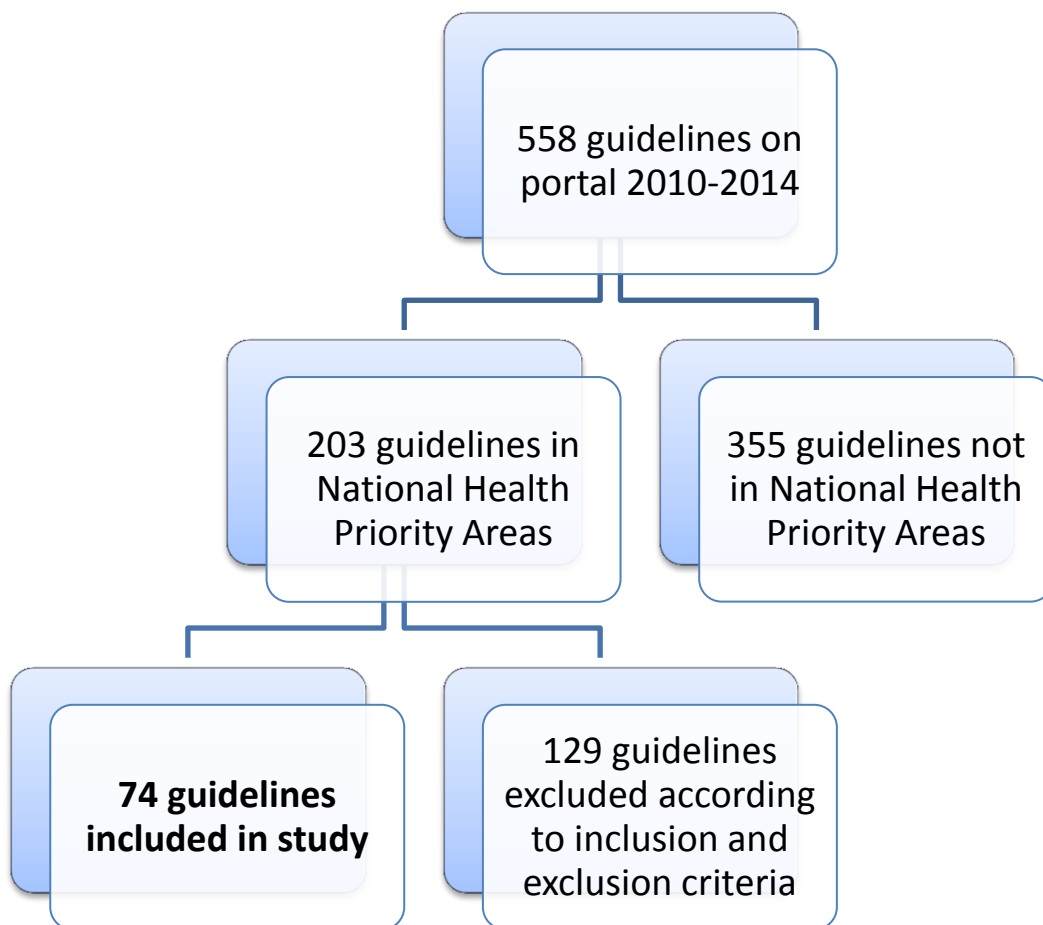 558 guidelines on
portal 2010-2014
203 guidelines in
National Health
Priority Areas
355 guidelines not
in National Health
Priority Areas
74 guidelines
included in study
129 guidelines
excluded according
to inclusion and
exclusion criteria